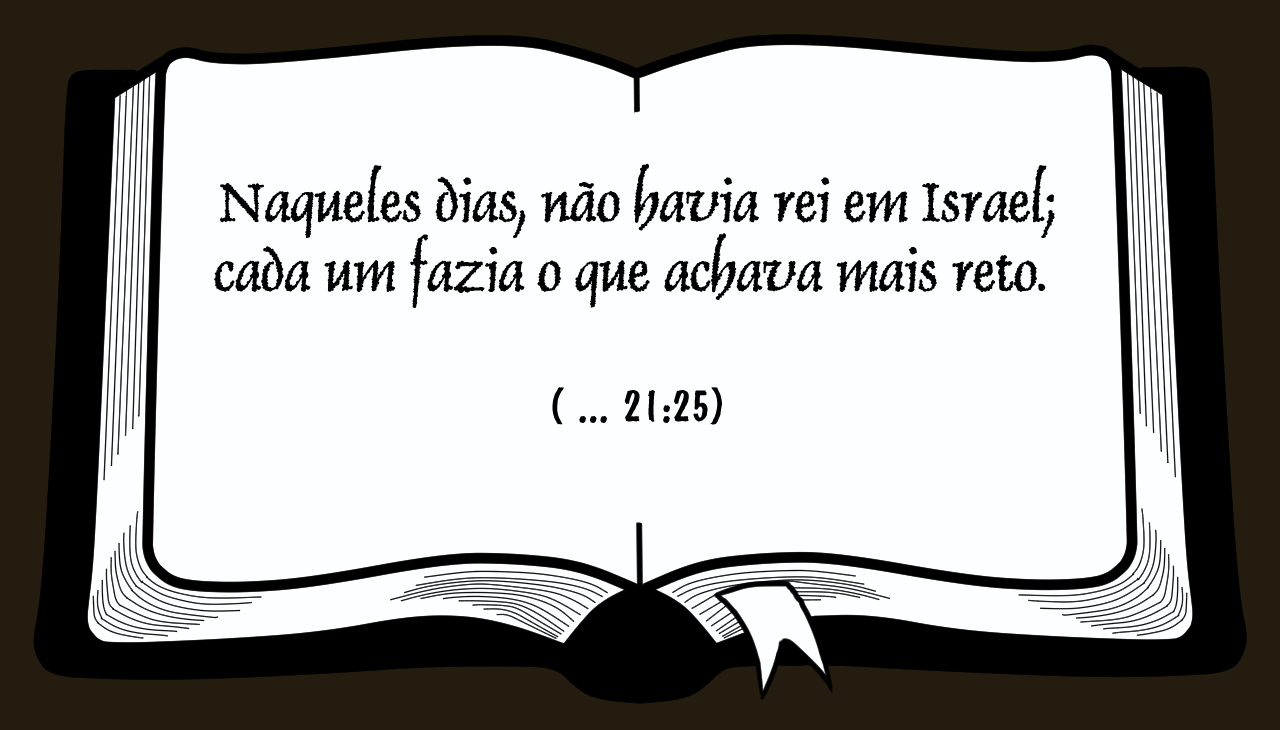 Naqueles dias, não havia rei em Israel;
cada um fazia o que achava mais reto.
( ... 21:25)